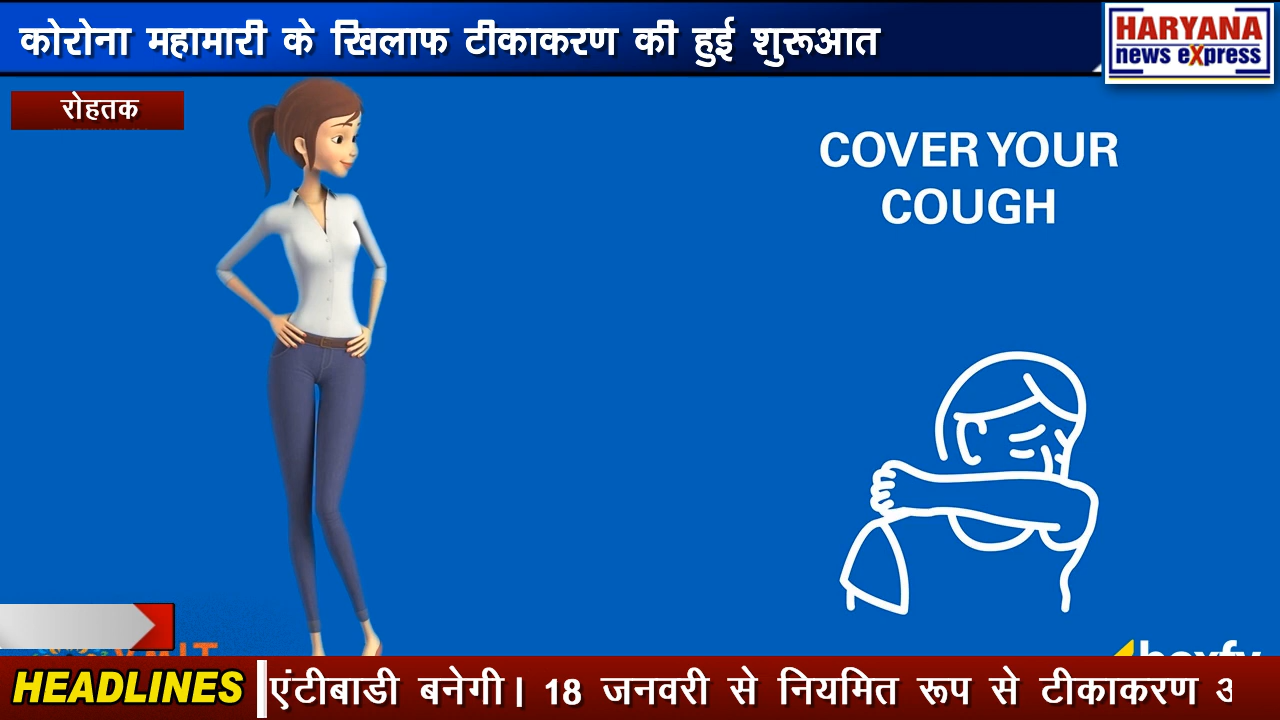 कोरोना महामारी के खिलाफ टीकाकरण की हुई शुरूआत
HARYANA
news eXpress
रोहतक
COVER YOUR
COUGH
HEADLINES
एंटीबाडी बनेगी। 18 जनवरी से नियमित रूप से टीकाकरण